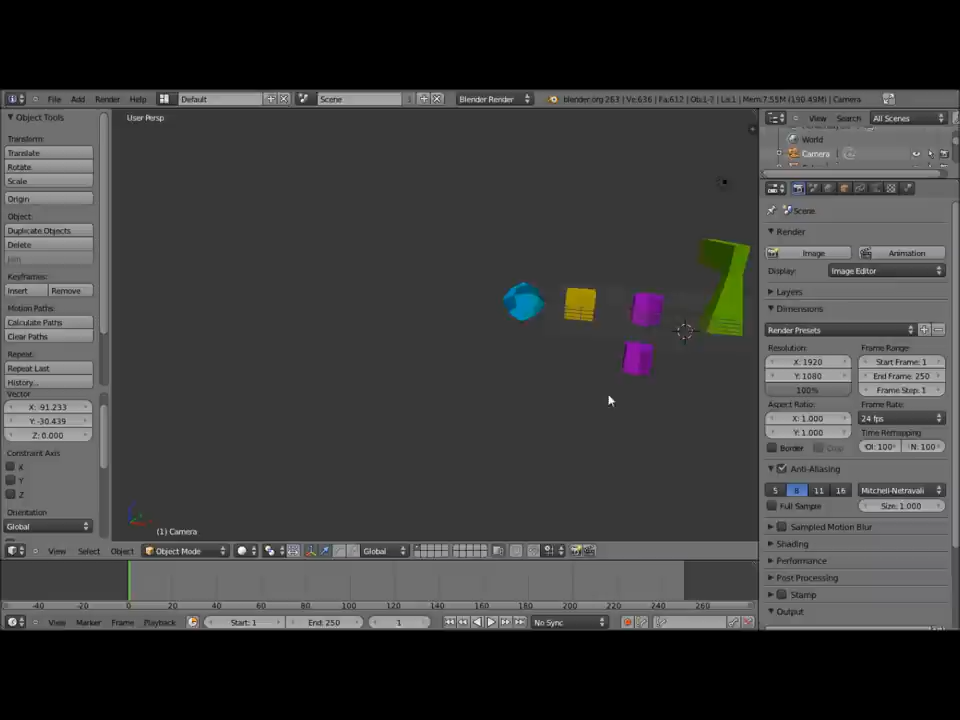 File Add Render Help Default Scene 1 Blender Render blender.org 263 | Ve:636 | Fa:612 | Ob:1-7 | La:1 | Mem:7.55M (190.49M) | Camera
Object Tools
User Persp
View Search All Scenes
Transform:
World
Translate
Camera
Rotate
Scale
Origin
Scene
Object:
Render
Duplicate Objects
Delete
Image Animation
Join
Display: Image Editor
Keyframes:
Insert Remove
Layers
Motion Paths:
Dimensions
Calculate Paths
Render Presets
Clear Paths
Resolution: Frame Range:
Repeat:
X: 1920 Start Frame: 1
Repeat Last
Y: 1080 End Frame: 250
History...
100% Frame Step: 1
Vector
Aspect Ratio: Frame Rate:
X: -91.233
X: 1.000 24 fps
Y: -30.439
Y: 1.000 Time Remapping
Z: 0.000
Border Crop Ol:100 N: 100
Constraint Axis
X
Anti-Aliasing
Y
5 8 11 16 Mitchell-Netravali
Z
Full Sample Size: 1.000
Orientation
Global
Sampled Motion Blur
(1) Camera
Shading
View Select Object Object Mode Global
Performance
Post Processing
Stamp
-40 -20 0 20 40 60 80 100 120 140 160 180 200 220 240 260
Output
View Marker Frame Playback Start: 1 End: 250 1 No Sync